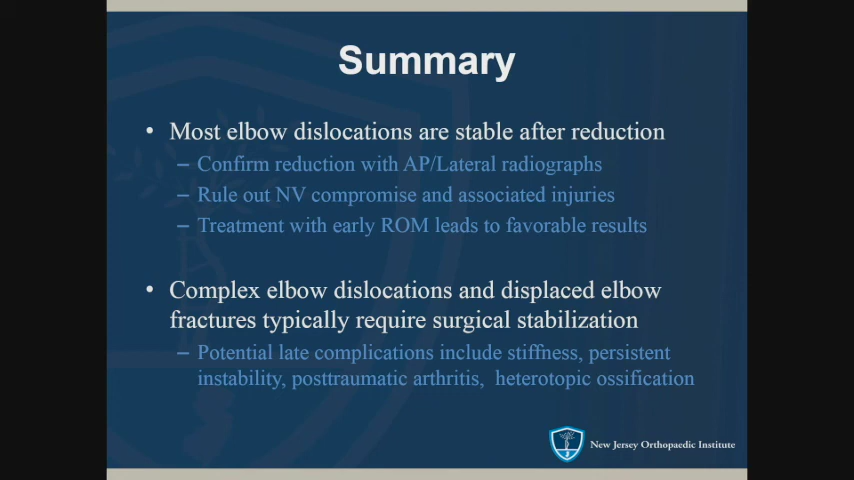 Summary
• Most elbow dislocations are stable after reduction
– Confirm reduction with AP/Lateral radiographs
– Rule out NV compromise and associated injuries
– Treatment with early ROM leads to favorable results
• Complex elbow dislocations and displaced elbow
fractures typically require surgical stabilization
– Potential late complications include stiffness, persistent
instability, posttraumatic arthritis, heterotopic ossification
New Jersey Orthopaedic Institute